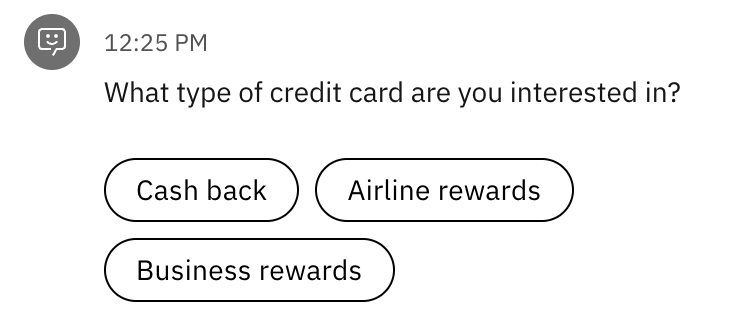 12:25 PM
What type of credit card are you interested in?
Cash back
Airline rewards
Business rewards